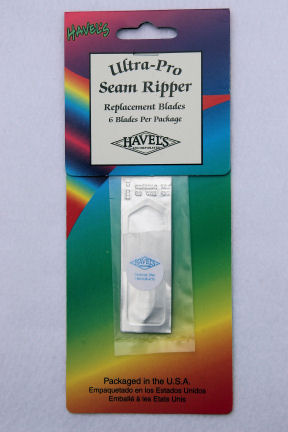 HAVEL'S
Ultra-Pro
Seam Ripper
Replacement Blades
6 Blades Per Package
HAVEL'S
INCORPORATED
HAVEL'S
Packaged in the U.S.A.
Empaquetado en los Estados Unidos
Emballé à les Etats Unis